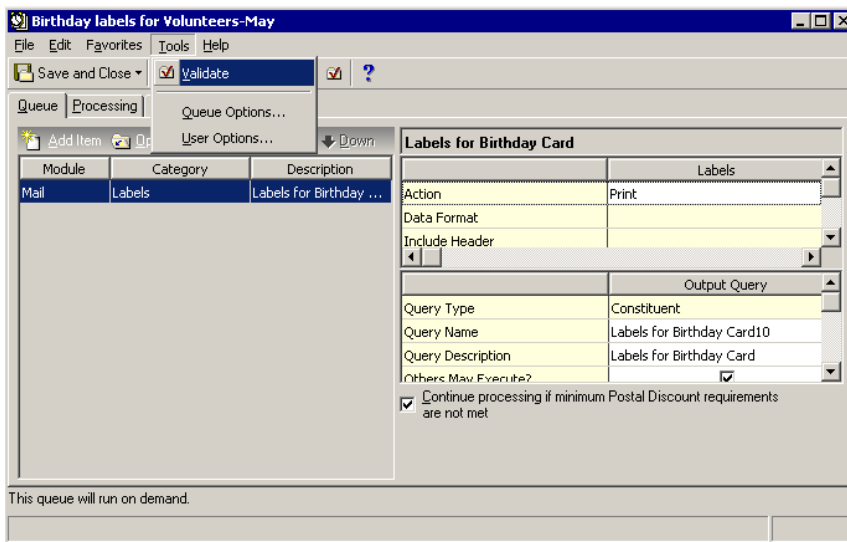 Birthday labels for Volunteers-May
File Edit Favorites Tools Help
Save and Close Validate ?
Queue Processing Queue Options...
Add Item User Options... Down Labels for Birthday Card
Module Category Description Labels
Mail Labels Labels for Birthday ... Action Print
Data Format
Include Header
Output Query
Query Type Constituent
Query Name Labels for Birthday Card10
Query Description Labels for Birthday Card
Others May Execute?
Continue processing if minimum Postal Discount requirements
are not met
This queue will run on demand.